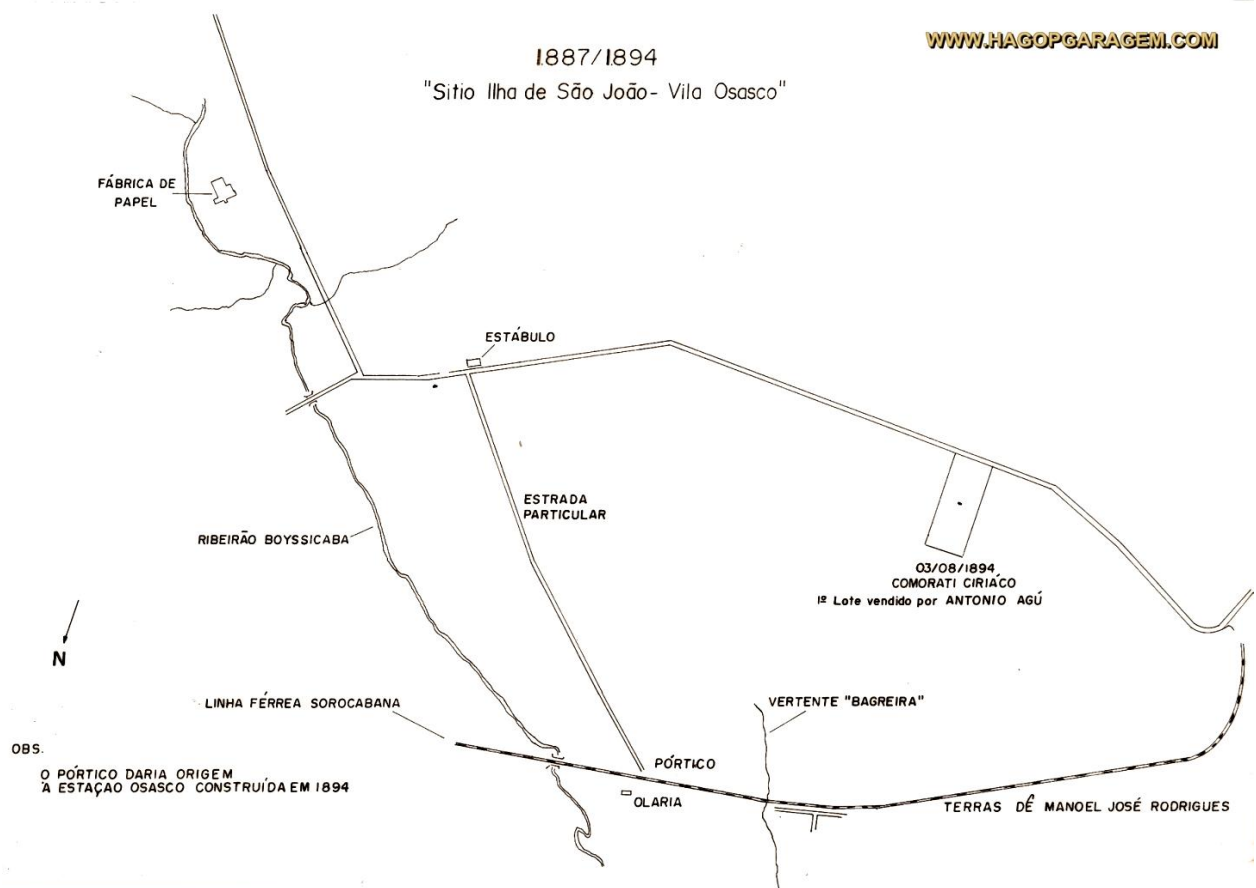 WWW.HAGOPGARAGEM.COM
1887/1894
"Sitio Ilha de São João - Vila Osasco"
FÁBRICA DE
PAPEL
ESTÁBULO
ESTRADA
PARTICULAR
RIBEIRÃO BOYSSICABA
03/08/1894
COMORATI CIRIÁCO
1º Lote vendido por ANTONIO AGÚ
N
LINHA FÉRREA SOROCABANA
VERTENTE "BAGREIRA"
OBS.
O PÓRTICO DARIA ORIGEM
A ESTAÇÃO OSASCO CONSTRUÍDA EM 1894
PÓRTICO
OLARIA
TERRAS DE MANOEL JOSÉ RODRIGUES